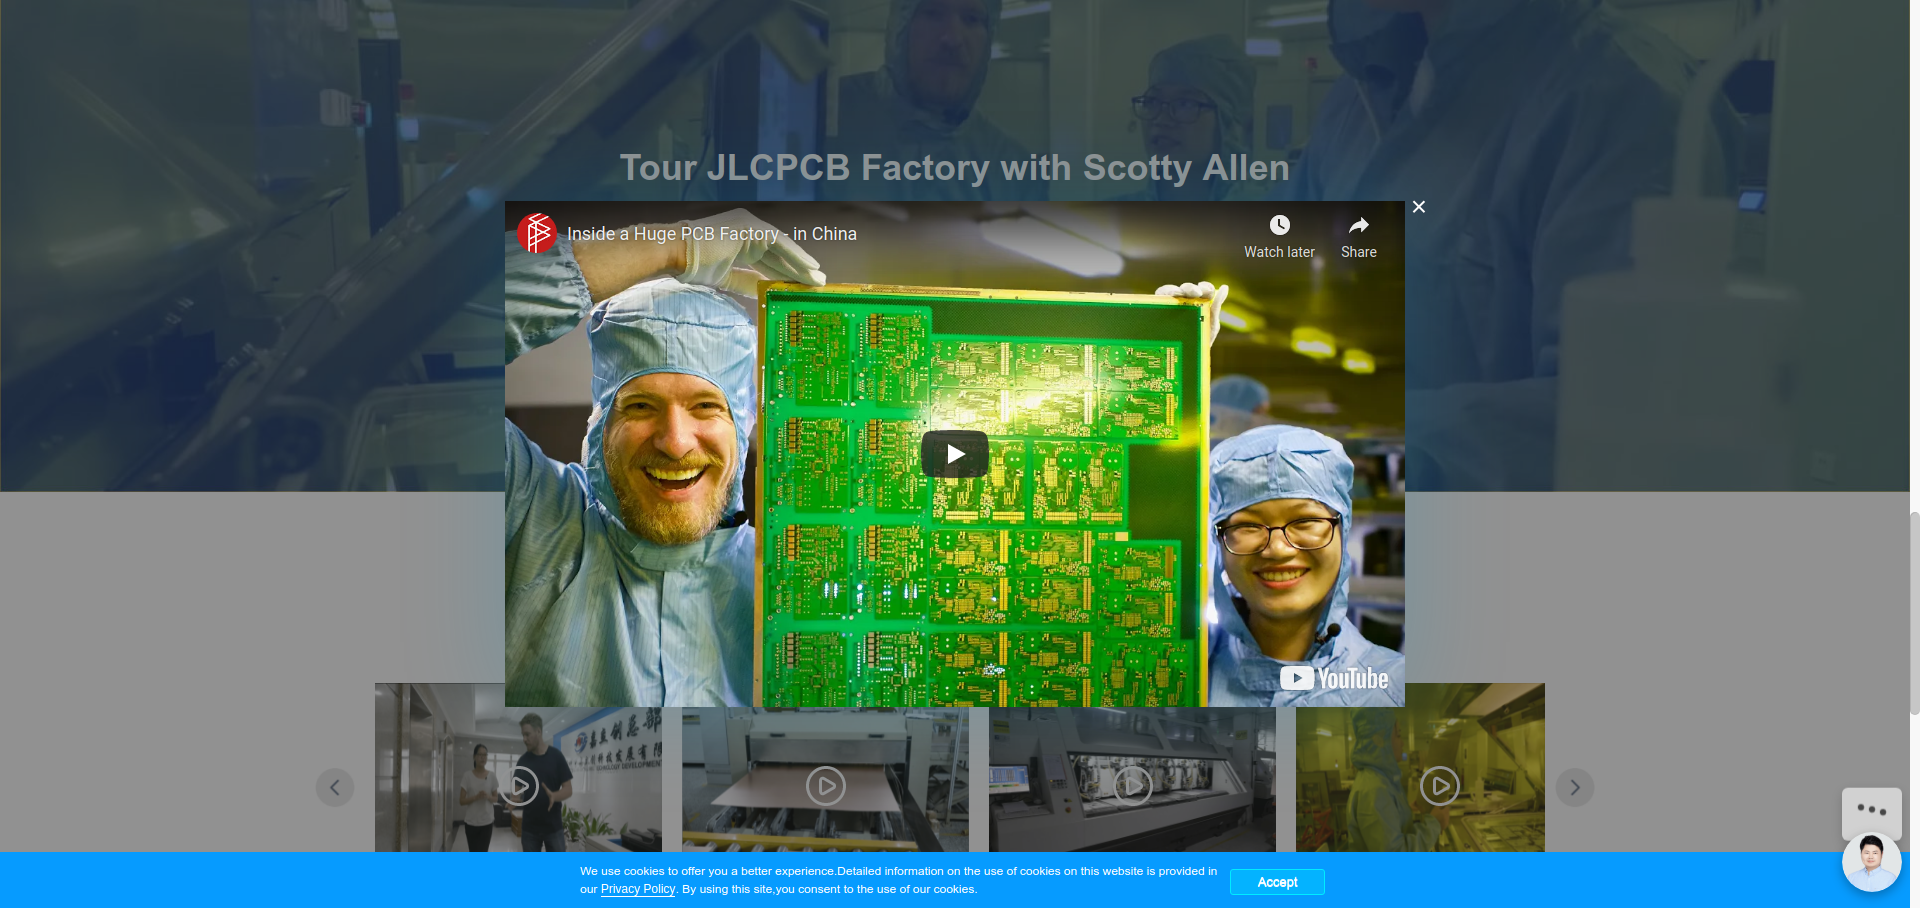 Tour JLCPCB Factory with Scotty Allen
Inside a Huge PCB Factory - in China
Watch later
Share
YouTube
We use cookies to offer you a better experience.Detailed information on the use of cookies on this website is provided in
our Privacy Policy. By using this site,you consent to the use of our cookies.
Accept